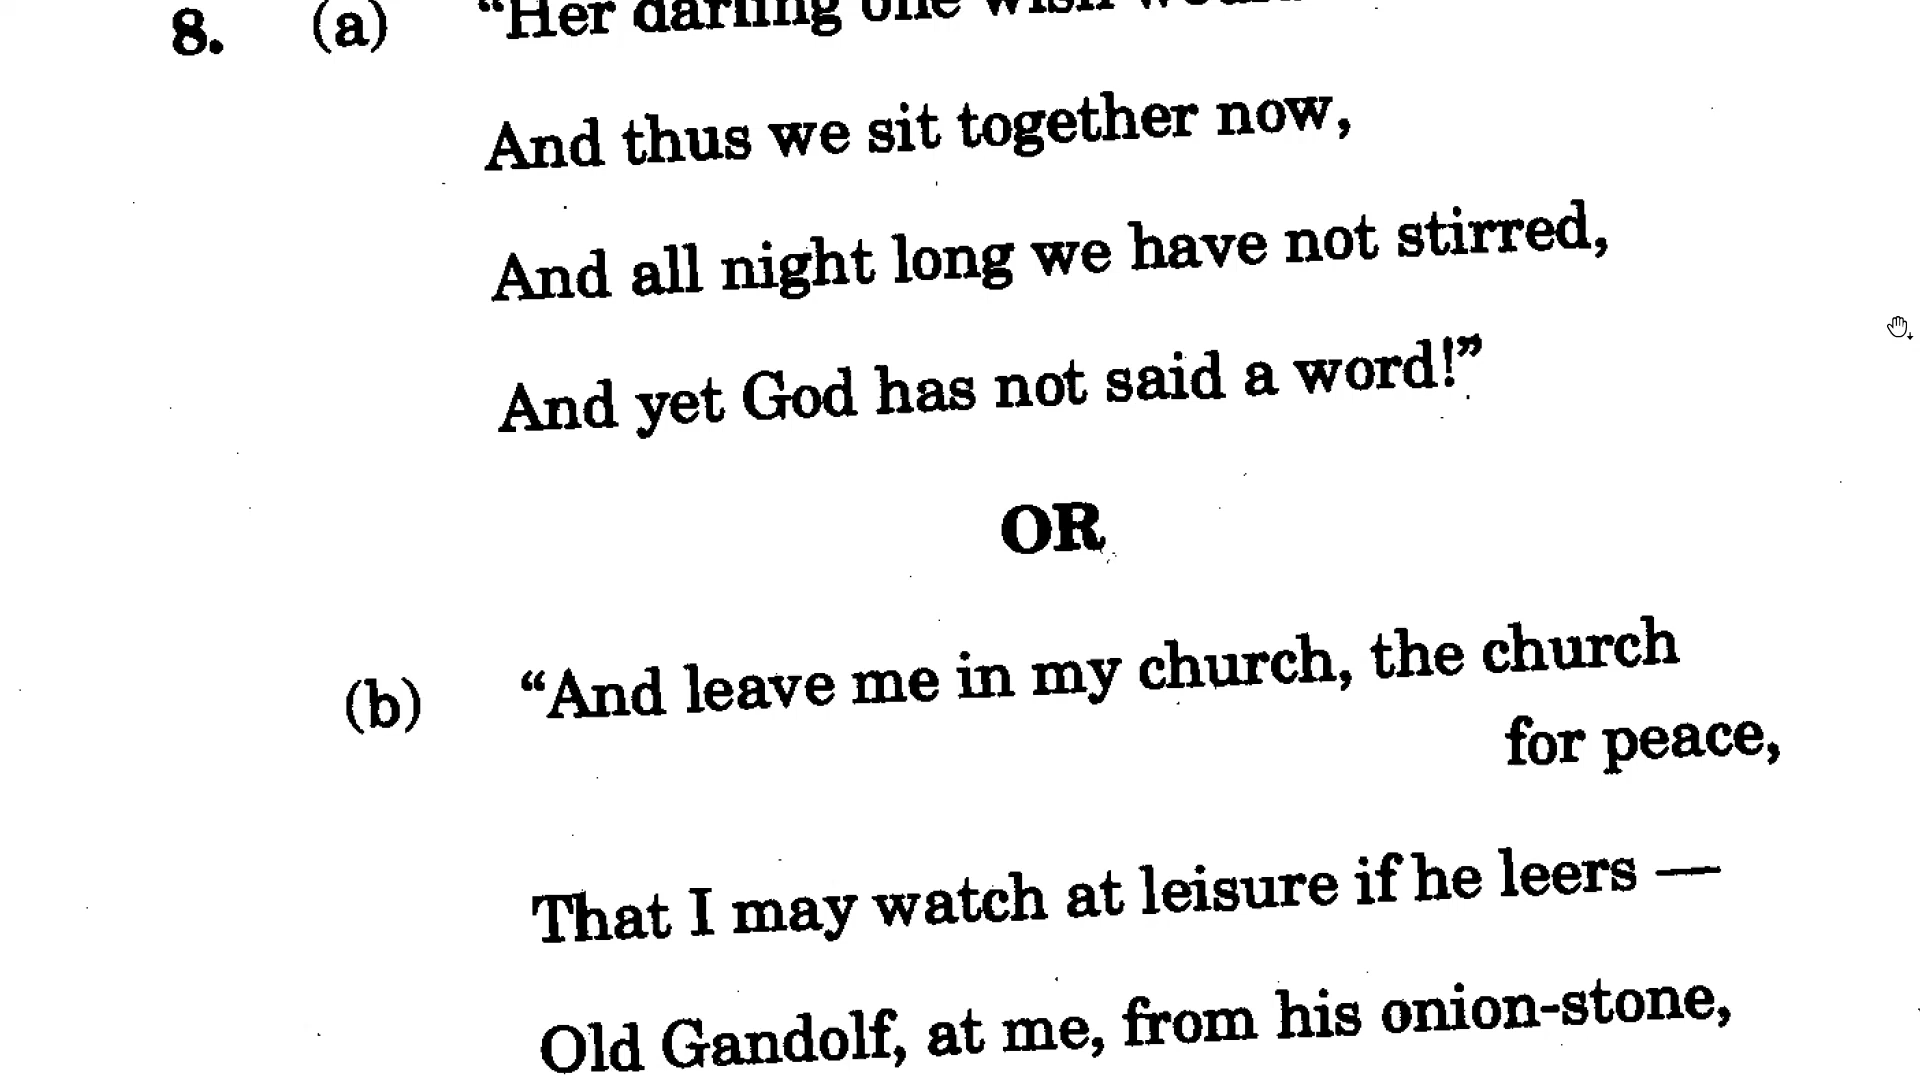 8. (a) “Her darling one wish
And thus we sit together now,
And all night long we have not stirred,
And yet God has not said a word!”
OR
(b) “And leave me in my church, the church
for peace,
That I may watch at leisure if he leers —
Old Gandolf, at me, from his onion-stone,